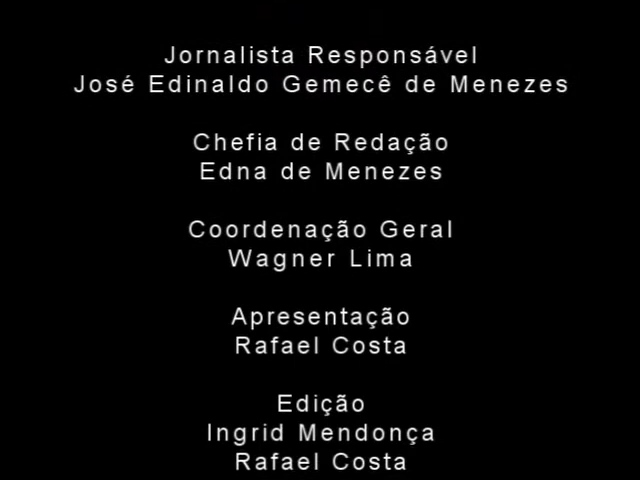 Jornalista Responsável
José Edinaldo Gemecê de Menezes
Chefia de Redação
Edna de Menezes
Coordenação Geral
Wagner Lima
Apresentação
Rafael Costa
Edição
Ingrid Mendonça
Rafael Costa